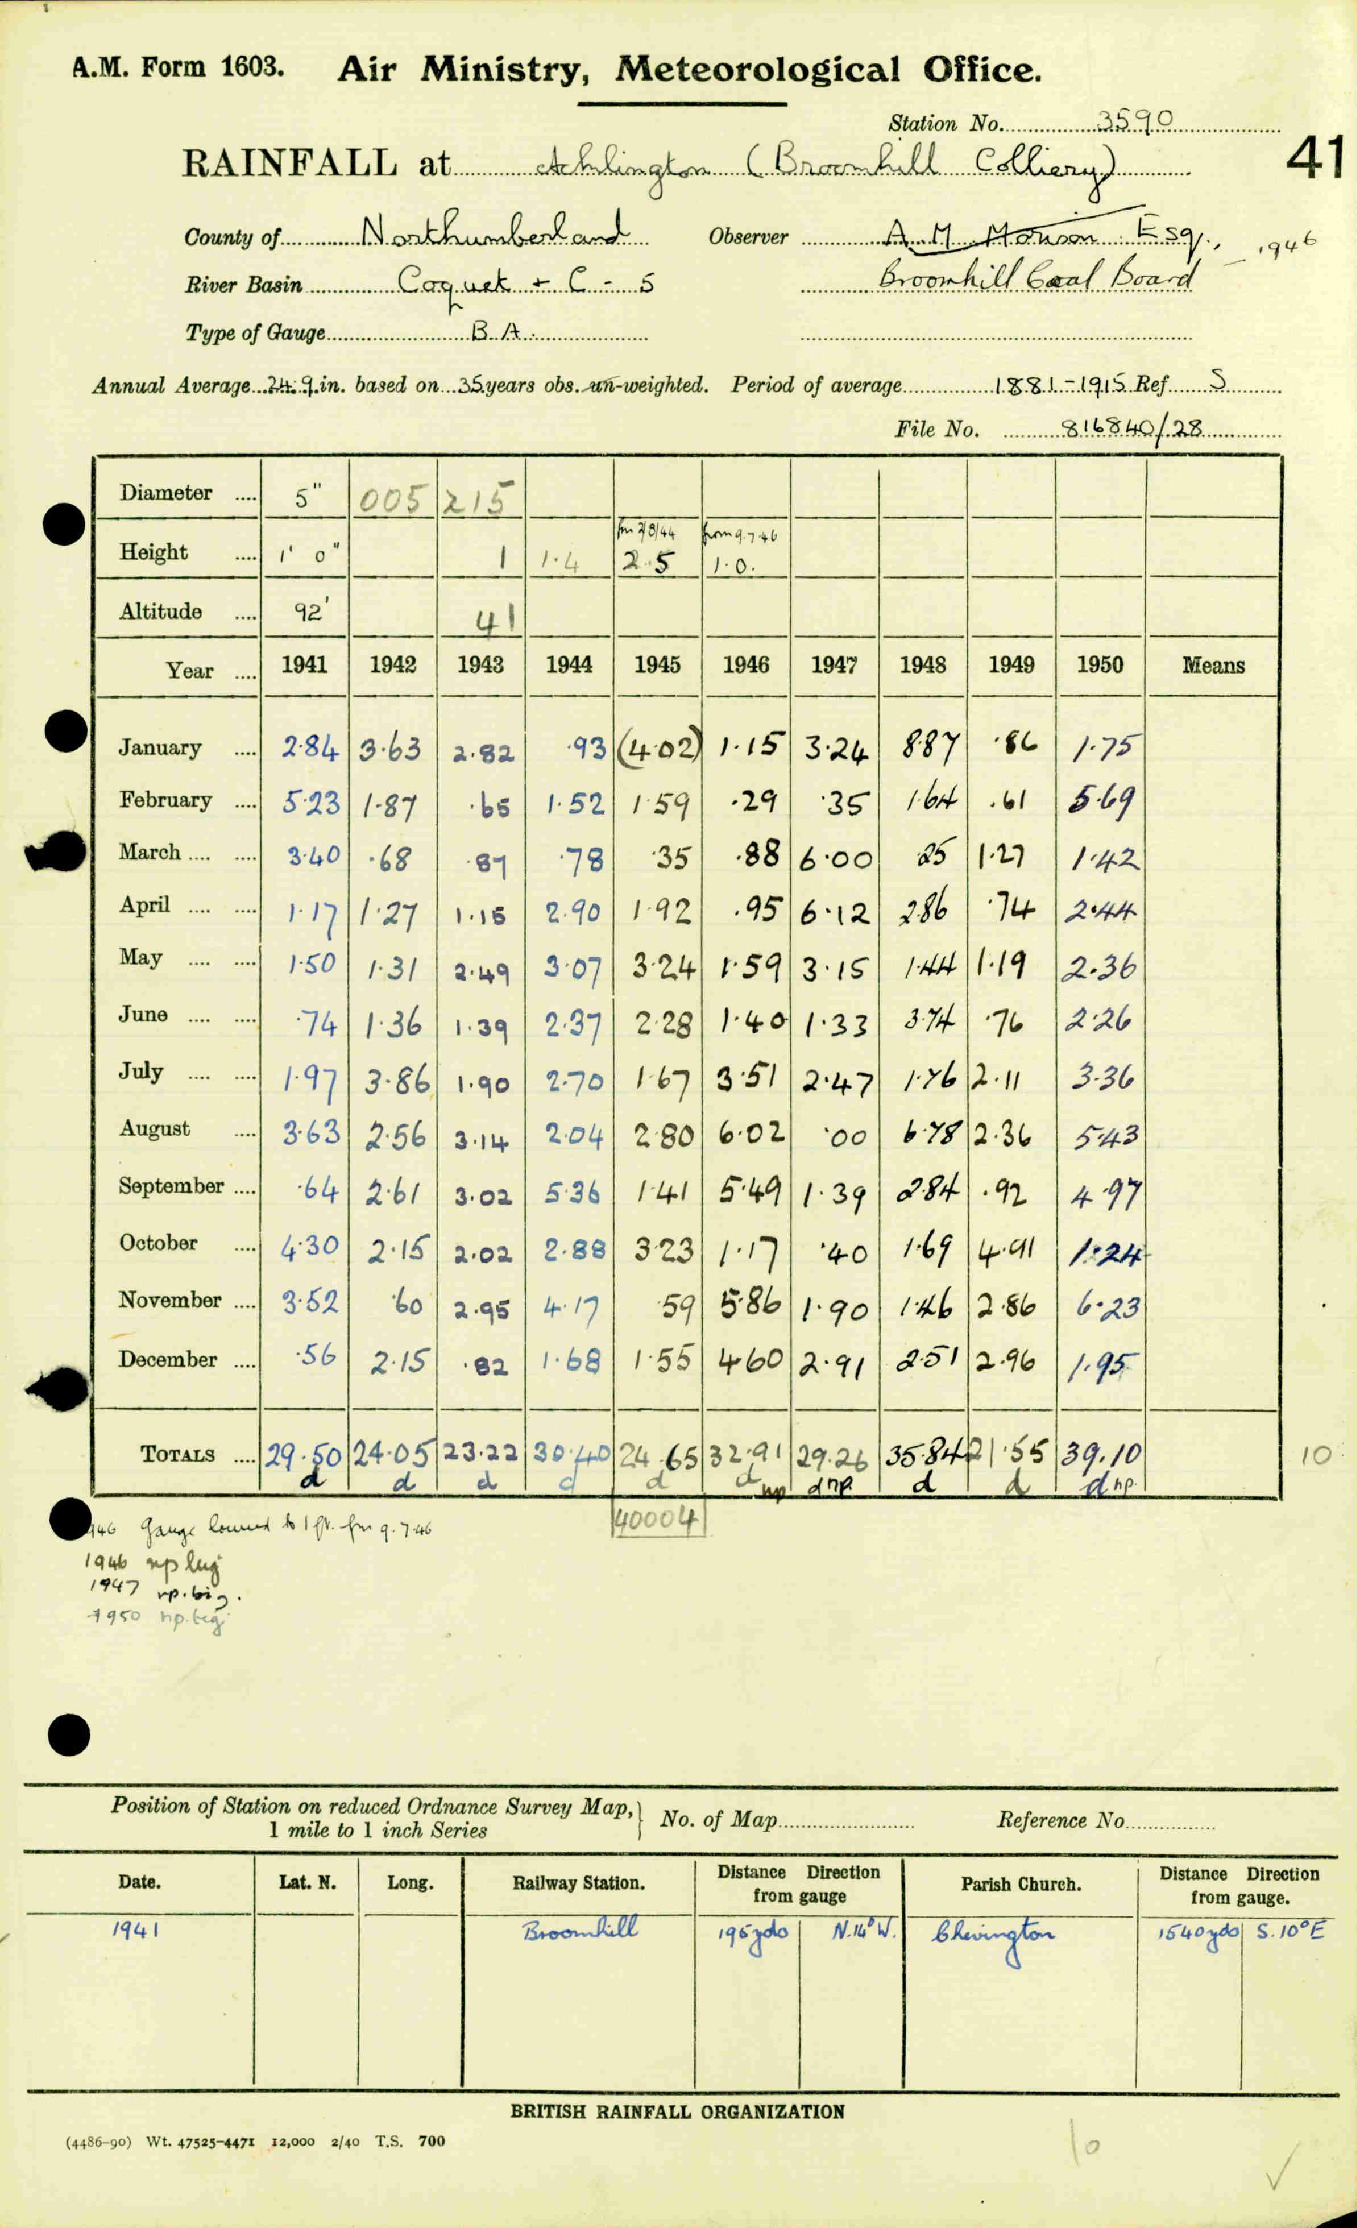 A.M. Form 1603. Air Ministry, Meteorological Office.
Station No. 3590
41
RAINFALL at Acklington (Broomhill Colliery)
County of Northumberland Observer A. M. Morison Esq., – 1946
River Basin Coquet + C - 5 Broomhill Coal Board
Type of Gauge B A.
Annual Average 24.9 in. based on 35 years obs. un-weighted. Period of average 1881-1915 Ref S
File No. 816840/28
Diameter .... 5" 005 215
fm 3/8/44 from 9.7.46
Height .... 1' 0" 1 1.4 2.5 1.0.
Altitude .... 92' 41
Year .... 1941 1942 1943 1944 1945 1946 1947 1948 1949 1950 Means
January .... 2.84 3.63 2.82 .93 (4.02) 1.15 3.24 8.87 .86 1.75
February .... 5.23 1.87 .65 1.52 1.59 .29 .35 1.64 .61 5.69
March .... .... 3.40 .68 .87 .78 .35 .88 6.00 .25 1.27 1.42
April .... .... 1.17 1.27 1.15 2.90 1.92 .95 6.12 2.86 .74 2.44
May .... .... 1.50 1.31 2.49 3.07 3.24 1.59 3.15 1.44 1.19 2.36
June .... .... .74 1.36 1.39 2.37 2.28 1.40 1.33 3.74 .76 2.26
July .... .... 1.97 3.86 1.90 2.70 1.67 3.51 2.47 1.76 2.11 3.36
August .... 3.63 2.56 3.14 2.04 2.80 6.02 .00 6.78 2.36 5.43
September .... .64 2.61 3.02 5.36 1.41 5.49 1.39 2.84 .92 4.97
October .... 4.30 2.15 2.02 2.88 3.23 1.17 .40 1.69 4.91 1.24
November .... 3.52 .60 2.95 4.17 .59 5.86 1.90 1.46 2.86 6.23
December .... .56 2.15 .82 1.68 1.55 4.60 2.91 2.51 2.96 1.95
TOTALS .... 29.50 24.05 23.22 30.40 24.65 32.91 29.26 35.84 21.55 39.10 10
d d d d d d np d np. d d d np.
40004
946 Gauge lowered to 1 ft. fm 9.7.46
1946 np
1947 np.
1950 np.
Position of Station on reduced Ordnance Survey Map, } No. of Map Reference No.
1 mile to 1 inch Series
Date. Lat. N. Long. Railway Station. Distance Direction from gauge Parish Church. Distance Direction from gauge.
1941 Broomhill 195 yds N.14°W. Chevington 1540 yds S.10°E
BRITISH RAINFALL ORGANIZATION
(4486-90) Wt. 47525-4471 12,000 2/40 T.S. 700
10